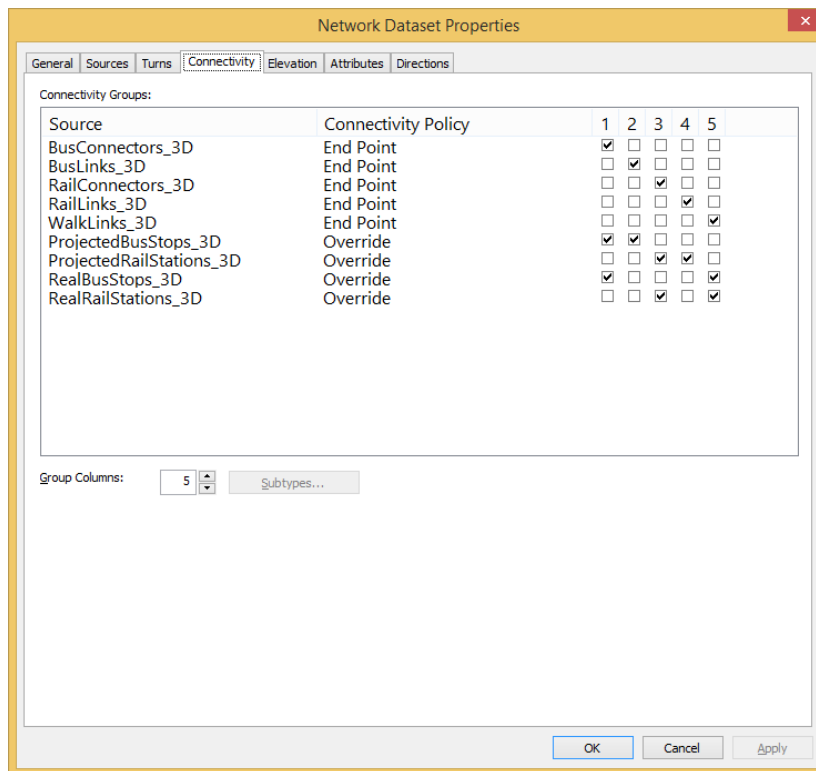 Network Dataset Properties
General Sources Turns Connectivity Elevation Attributes Directions
Connectivity Groups:
Source Connectivity Policy 1 2 3 4 5
BusConnectors_3D End Point
BusLinks_3D End Point
RailConnectors_3D End Point
RailLinks_3D End Point
WalkLinks_3D End Point
ProjectedBusStops_3D Override
ProjectedRailStations_3D Override
RealBusStops_3D Override
RealRailStations_3D Override
Group Columns: 5 Subtypes...
OK Cancel Apply